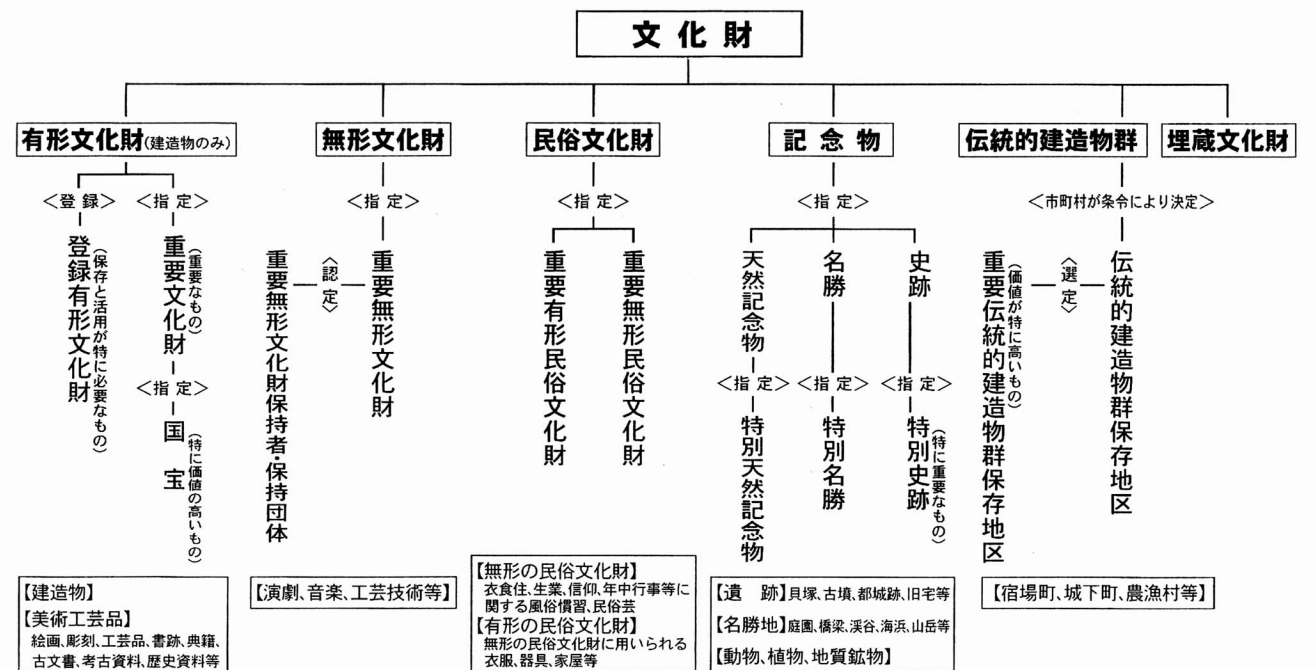 文化財
有形文化財(建造物のみ)
<登録>
登録有形文化財
(保存と活用が特に必要なもの)
<指定>
重要文化財
(重要なもの)
<指定>
国宝
(特に価値の高いもの)
【建造物】
【美術工芸品】
絵画、彫刻、工芸品、書跡、典籍、
古文書、考古資料、歴史資料等
無形文化財
<指定>
重要無形文化財
<認定>
重要無形文化財保持者・保持団体
【演劇、音楽、工芸技術等】
民俗文化財
<指定>
重要有形民俗文化財
重要無形民俗文化財
【無形の民俗文化財】
衣食住、生業、信仰、年中行事等に
関する風俗慣習、民俗芸
【有形の民俗文化財】
無形の民俗文化財に用いられる
衣服、器具、家屋等
記念物
<指定>
天然記念物
<指定>
特別天然記念物
名勝
<指定>
特別名勝
史跡
<指定>
特別史跡
(特に重要なもの)
【遺 跡】貝塚、古墳、都城跡、旧宅等
【名勝地】庭園、橋梁、渓谷、海浜、山岳等
【動物、植物、地質鉱物】
伝統的建造物群
<市町村が条令により決定>
伝統的建造物群保存地区
<選定>
重要伝統的建造物群保存地区
(価値が特に高いもの)
【宿場町、城下町、農漁村等】
埋蔵文化財